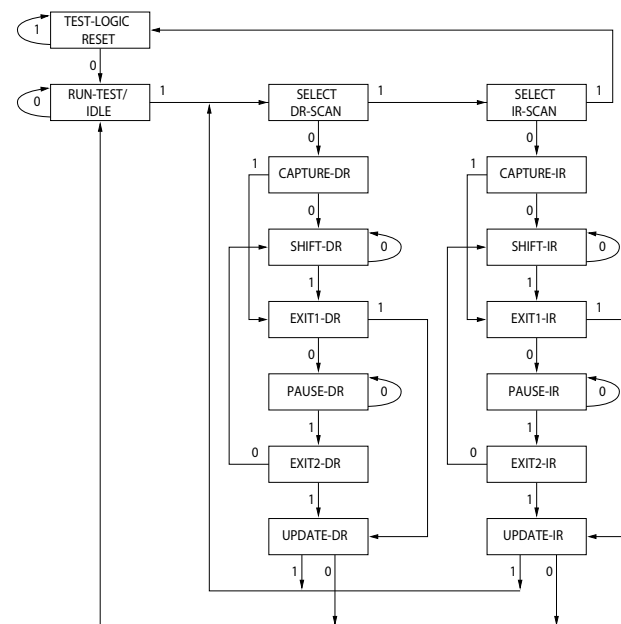 TEST-LOGIC
RESET
1
0
RUN-TEST/
IDLE
0
1
SELECT
DR-SCAN
1
SELECT
IR-SCAN
1
0
0
1
CAPTURE-DR
1
CAPTURE-IR
0
0
SHIFT-DR
0
SHIFT-IR
0
1
1
EXIT1-DR
1
EXIT1-IR
1
0
0
PAUSE-DR
0
PAUSE-IR
0
1
1
0
EXIT2-DR
0
EXIT2-IR
1
1
UPDATE-DR
UPDATE-IR
1
0
1
0